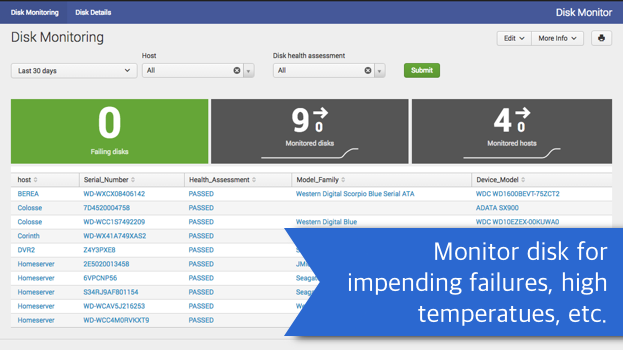 Disk Monitoring Disk Details Disk Monitor
Disk Monitoring Edit More Info
Host Disk health assessment
Last 30 days All All Submit
0 9 → 0 4 → 0
Failing disks Monitored disks Monitored hosts
host Serial_Number Health_Assessment Model_Family Device_Model
BEREA WD-WXCX08406142 PASSED Western Digital Scorpio Blue Serial ATA WDC WD1600BEVT-75ZCT2
Colosse 7D4520004758 PASSED ADATA SX900
Colosse WD-WCC1S7492209 PASSED Western Digital Blue WDC WD10EZEX-00KUWA0
Corinth WD-WX41A749XAS2 PASSED
DVR2 Z4Y3PXE8 PASSED
Homeserver 2E5020013458 PASSED
Homeserver 6VPCNP56 PASSED
Homeserver S34RJ9AF801154 PASSED
Homeserver WD-WCAV5J216253 PASSED
Homeserver WD-WCC4M0RVKXT9 PASSED
Monitor disk for
impending failures, high
temperatues, etc.